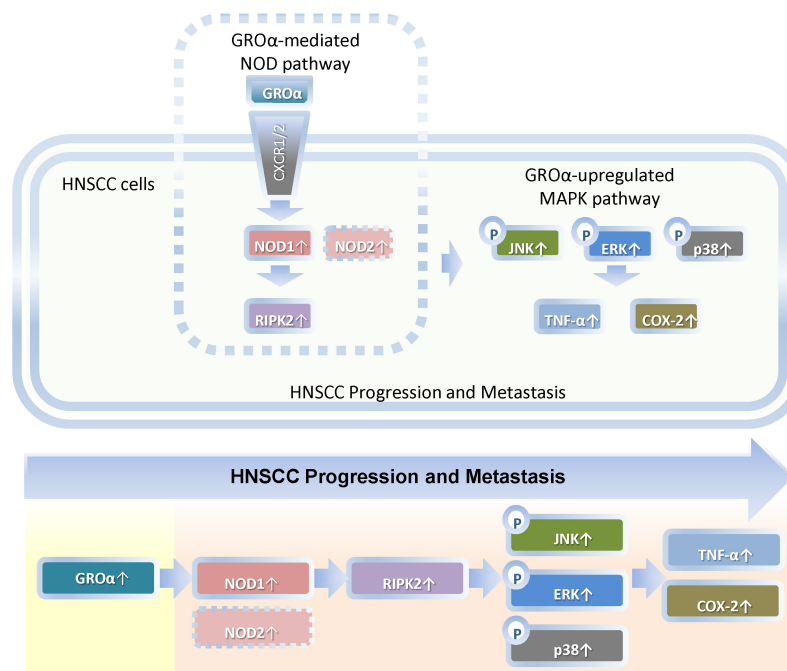 GROα-mediated
NOD pathway
GROα
CXCR1/2
HNSCC cells
GROα-upregulated
MAPK pathway
NOD1↑
NOD2↑
P
JNK↑
P
ERK↑
P
p38↑
RIPK2↑
TNF-α↑
COX-2↑
HNSCC Progression and Metastasis
HNSCC Progression and Metastasis
GROα↑
NOD1↑
NOD2↑
RIPK2↑
P
JNK↑
P
ERK↑
P
p38↑
TNF-α↑
COX-2↑